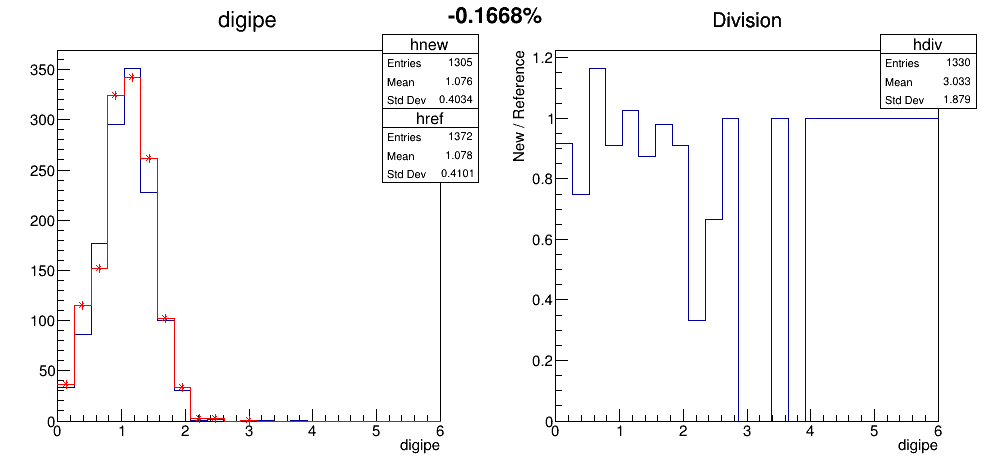 -0.1668%
digipe
hnew
Entries 1305
Mean 1.076
Std Dev 0.4034
href
Entries 1372
Mean 1.078
Std Dev 0.4101
350
300
250
200
150
100
50
0
0 1 2 3 4 5 6
digipe
Division
hdiv
Entries 1330
Mean 3.033
Std Dev 1.879
New / Reference
1.2
1
0.8
0.6
0.4
0.2
0
0 1 2 3 4 5 6
digipe